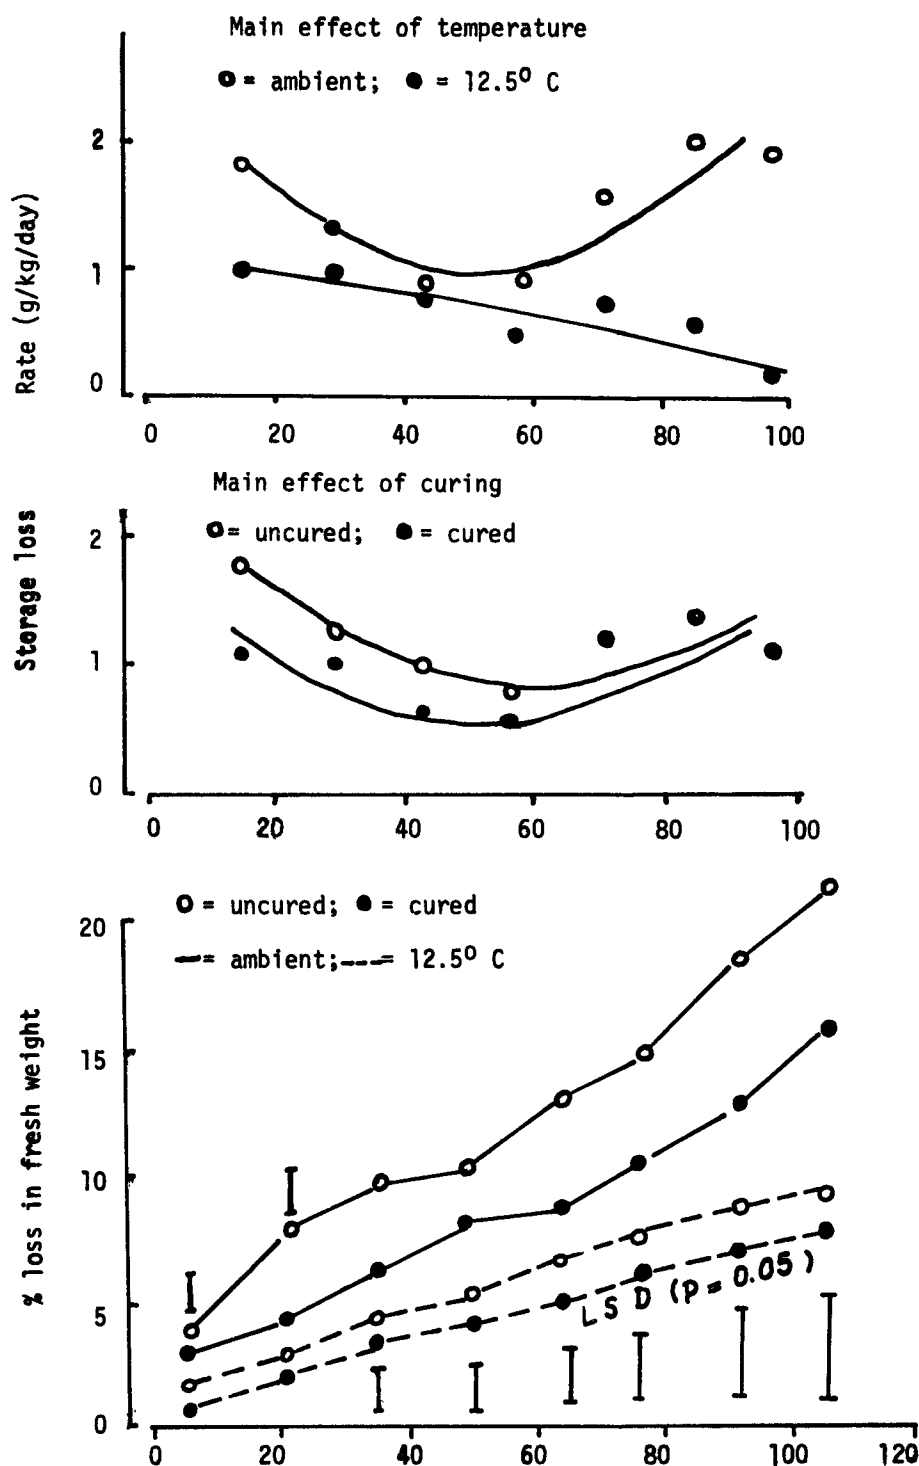 Main effect of temperature
O = ambient; ● = 12.5⁰ C
2
1
0
Rate (g/kg/day)
0 20 40 60 80 100
Main effect of curing
O = uncured; ● = cured
2
1
0
Storage loss
0 20 40 60 80 100
O = uncured; ● = cured
— = ambient; --- = 12.5⁰ C
20
15
10
5
0
% loss in fresh weight
LSD (P = 0.05)
0 20 40 60 80 100 120